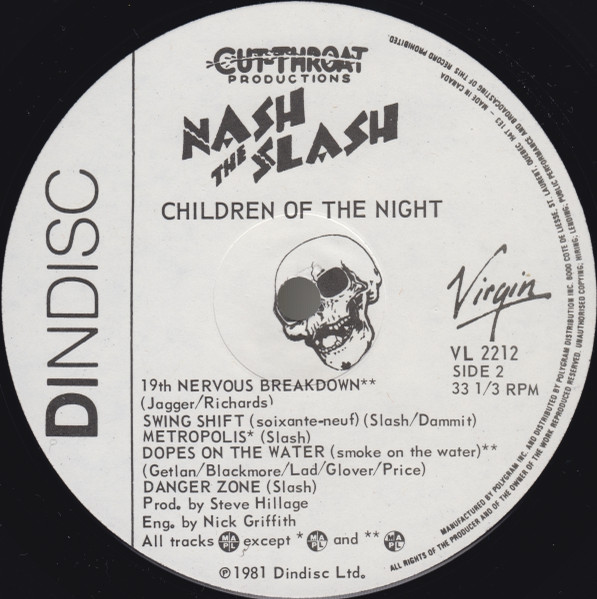 CUT-THROAT
PRODUCTIONS
NASH
THE SLASH
CHILDREN OF THE NIGHT
DINDISC
Virgin
VL 2212
SIDE 2
33 1/3 RPM
19th NERVOUS BREAKDOWN**
(Jagger/Richards)
SWING SHIFT (soixante-neuf) (Slash/Dammit)
METROPOLIS* (Slash)
DOPES ON THE WATER (smoke on the water)**
(Getlan/Blackmore/Lad/Glover/Price)
DANGER ZONE (Slash)
Prod. by Steve Hillage
Eng. by Nick Griffith
All tracks MAPL except * MAPL and ** MAPL
℗1981 Dindisc Ltd.
MANUFACTURED BY POLYGRAM INC. AND DISTRIBUTED BY POLYGRAM DISTRIBUTION INC. 6000 COTE DE LIESSE, ST. LAURENT, QUEBEC H4T 1E3 – MADE IN CANADA
ALL RIGHTS OF THE PRODUCER AND OF THE OWNER OF THE WORK REPRODUCED RESERVED. UNAUTHORISED COPYING, HIRING, LENDING, PUBLIC PERFORMANCE AND BROADCASTING OF THIS RECORD PROHIBITED.